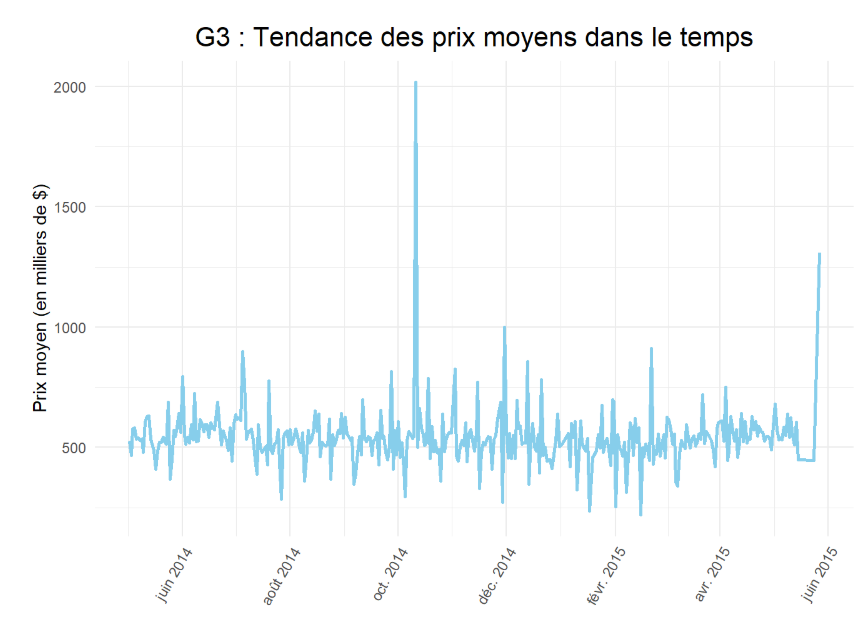 G3 : Tendance des prix moyens dans le temps
Prix moyen (en milliers de $)
2000
1500
1000
500
juin 2014
août 2014
oct. 2014
déc. 2014
févr. 2015
avr. 2015
juin 2015